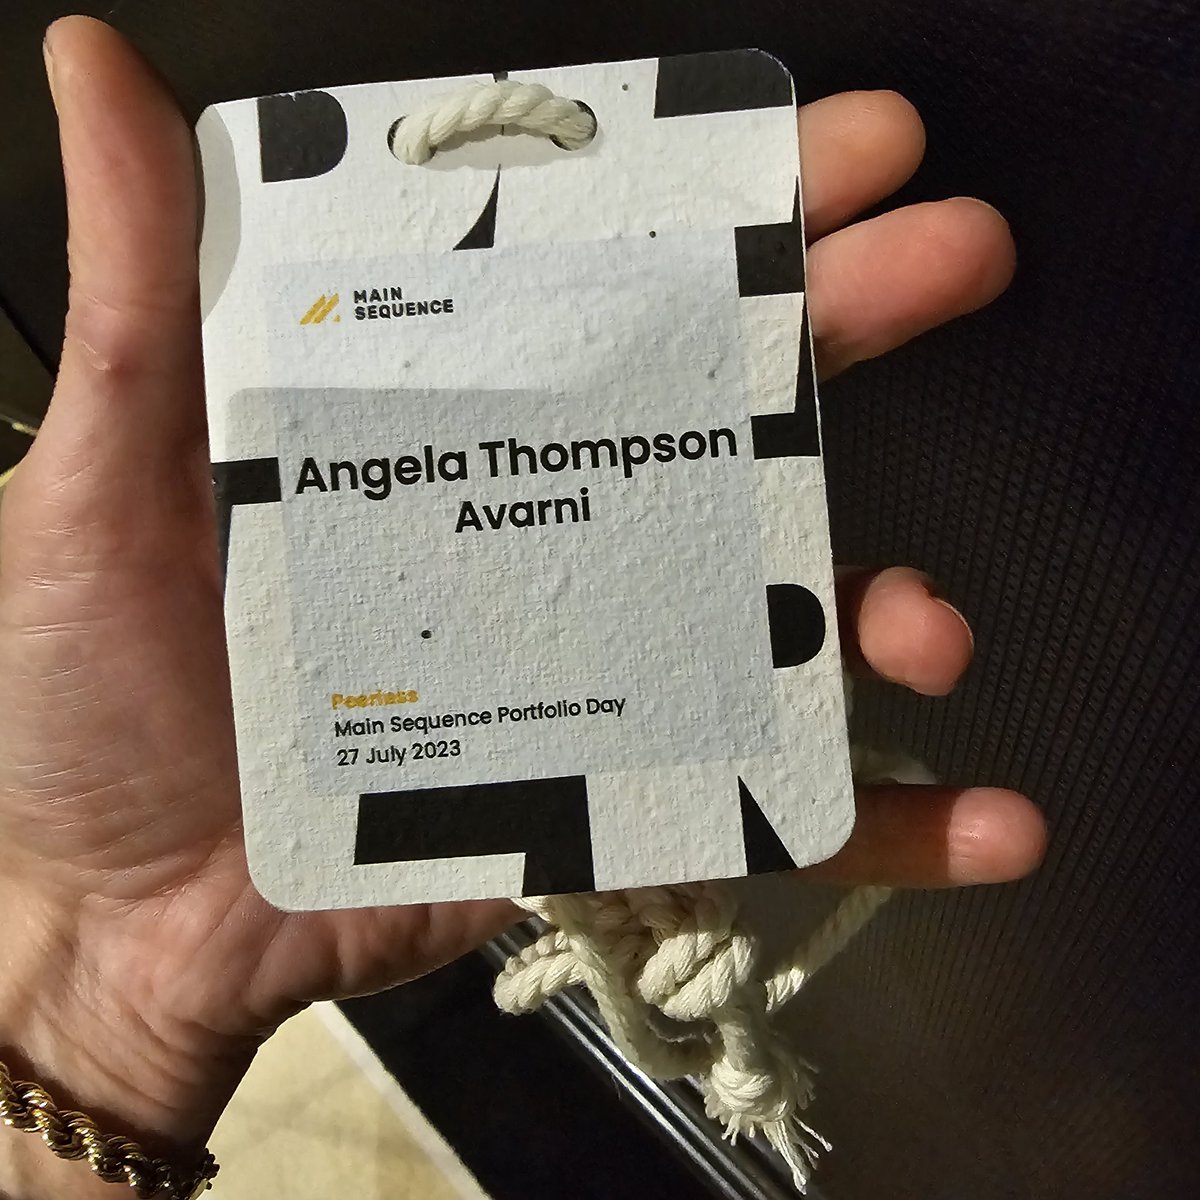 MAIN
SEQUENCE
Angela Thompson
Avarni
Peerless
Main Sequence Portfolio Day
27 July 2023